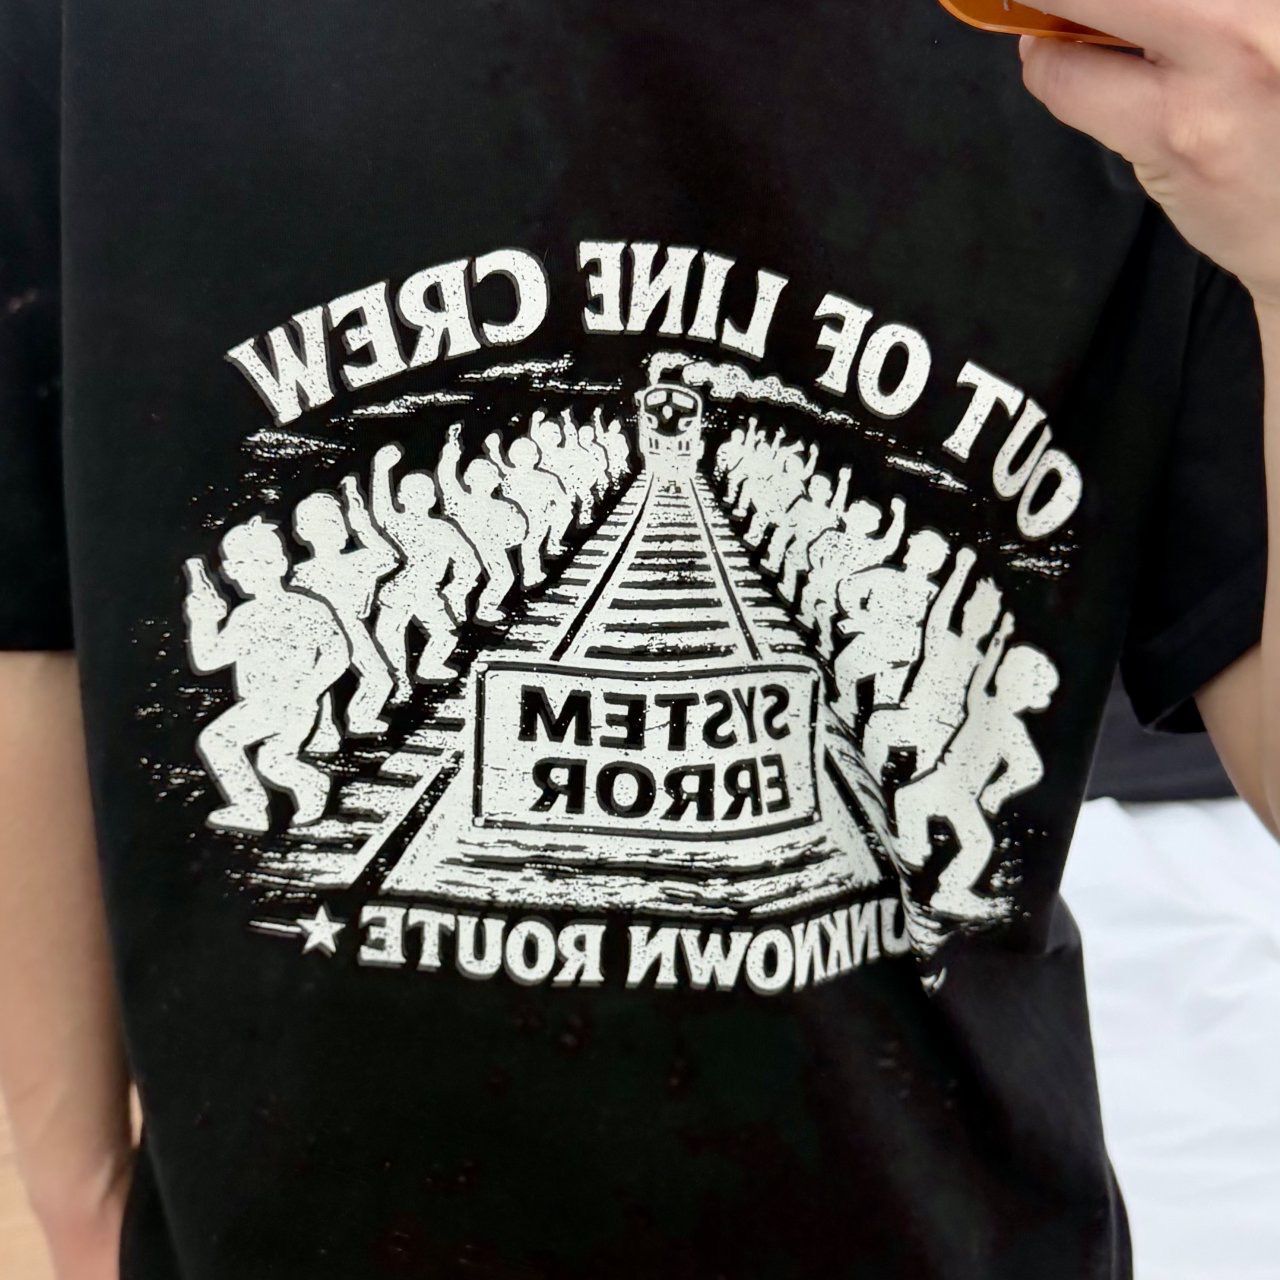 OUT OF LINE CREW
SYSTEM
ERROR
UNKNOWN ROUTE